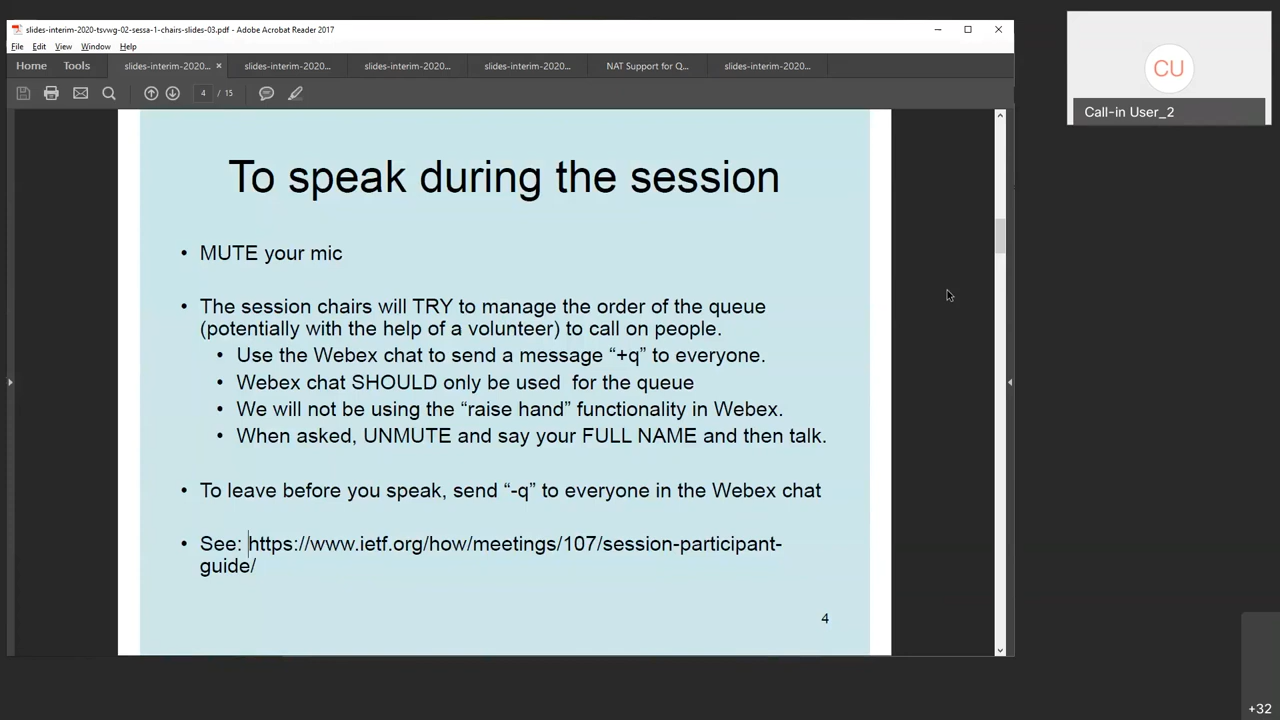 slides-interim-2020-tsvwg-02-sessa-1-chairs-slides-03.pdf - Adobe Acrobat Reader 2017
File Edit View Window Help
Home Tools slides-interim-2020... × slides-interim-2020... slides-interim-2020... slides-interim-2020... NAT Support for Q... slides-interim-2020...
4 / 15
CU
Call-in User_2
To speak during the session
• MUTE your mic
• The session chairs will TRY to manage the order of the queue
(potentially with the help of a volunteer) to call on people.
• Use the Webex chat to send a message “+q” to everyone.
• Webex chat SHOULD only be used for the queue
• We will not be using the “raise hand” functionality in Webex.
• When asked, UNMUTE and say your FULL NAME and then talk.
• To leave before you speak, send “-q” to everyone in the Webex chat
• See: https://www.ietf.org/how/meetings/107/session-participant-
guide/
4
+32